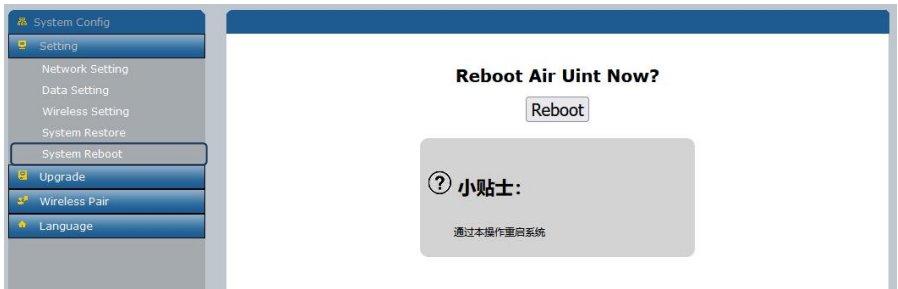 System Config
Setting
Network Setting
Data Setting
Wireless Setting
System Restore
System Reboot
Upgrade
Wireless Pair
Language
Reboot Air Uint Now?
Reboot
小贴士：
通过本操作重启系统